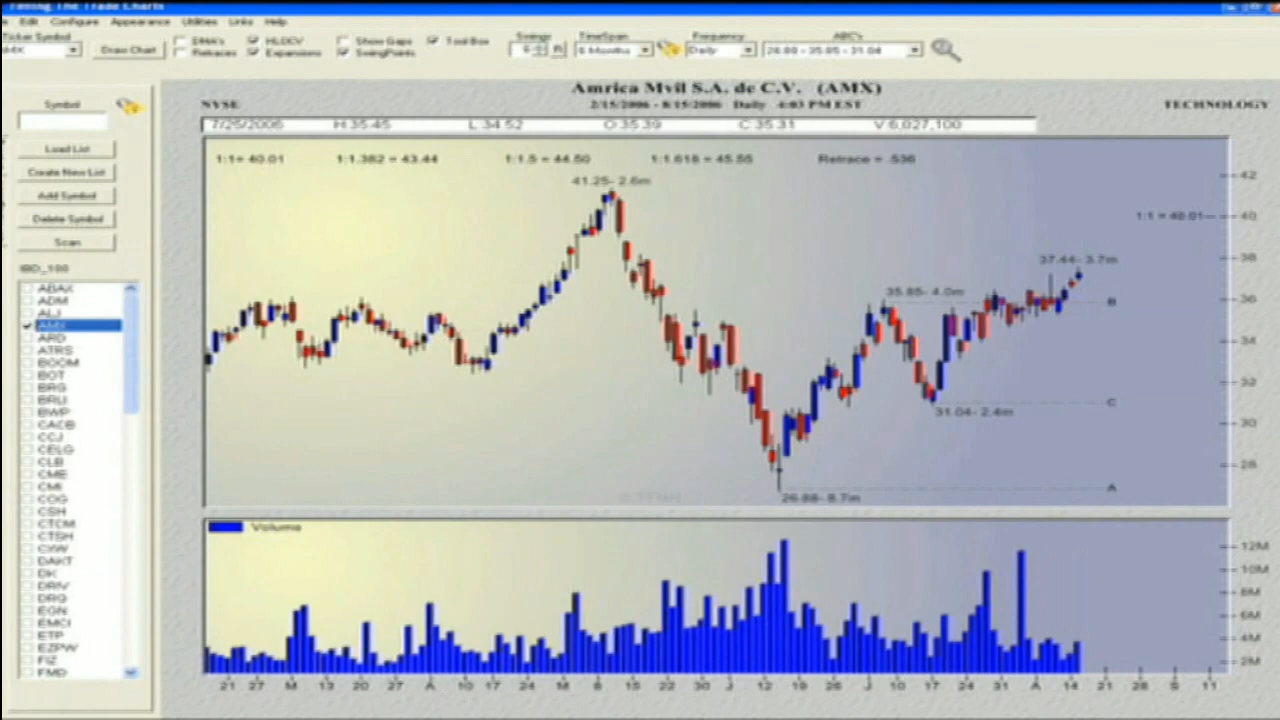 Timing The Trade Charts
Edit Configure Appearance Utilities Links Help
Ticker Symbol
AMX
Draw Chart
DMA's
Retraces
HLOCV
Expansions
Show Gaps
SwingPoints
Tool Box
Swings
TimeSpan
6 Months
Frequency
Daily
ABC's
26.88 - 35.85 - 31.04
Amrica Mvil S.A. de C.V. (AMX)
NYSE
2/15/2006 - 8/15/2006 Daily 4:03 PM EST
TECHNOLOGY
7/25/2006 H:35.45 L:34.52 O:35.39 C:35.31 V:6,027,100
1:1= 40.01 1:1.382 = 43.44 1:1.5 = 44.50 1:1.618 = 45.55 Retrace = .536
Symbol
Load List
Create New List
Add Symbol
Delete Symbol
Scan
IBD_100
ABAX
ADM
ALJ
AMX
ARD
ATRS
BOOM
BOT
BRG
BRLI
BWP
CACB
CCJ
CELG
CLB
CME
CMI
COG
CSH
CTCM
CTSH
CXW
DAKT
DK
DRIV
DRQ
EGN
EMCI
ETP
EZPW
FIZ
FMD
41.25- 2.6m
1:1 = 40.01
37.44- 3.7m
35.85- 4.0m
B
C
31.04- 2.4m
A
26.88- 8.7m
42
40
38
36
34
32
30
28
Volume
12M
10M
8M
6M
4M
2M
21 27 M 13 20 27 A 10 17 24 M 8 15 22 30 J 12 19 26 J 10 17 24 31 A 14 21 28 S 11